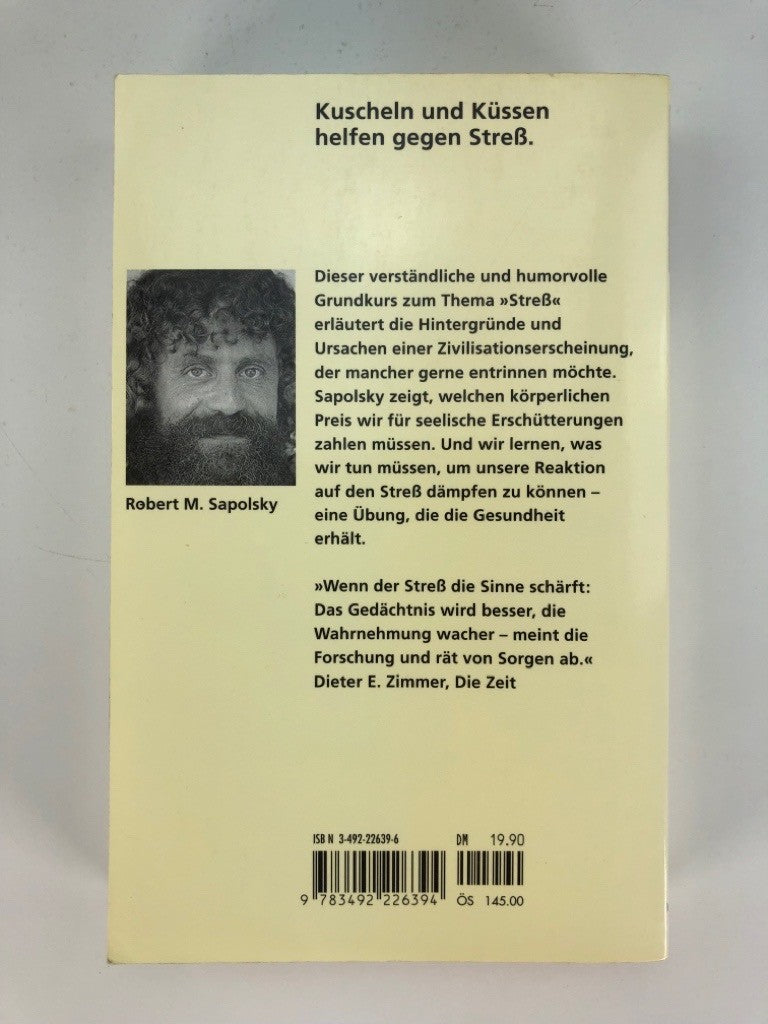 Kuscheln und Küssen
helfen gegen Streß.
Dieser verständliche und humorvolle
Grundkurs zum Thema »Streß«
erläutert die Hintergründe und
Ursachen einer Zivilisationserscheinung,
der mancher gerne entrinnen möchte.
Sapolsky zeigt, welchen körperlichen
Preis wir für seelische Erschütterungen
zahlen müssen. Und wir lernen, was
wir tun müssen, um unsere Reaktion
auf den Streß dämpfen zu können –
eine Übung, die die Gesundheit
erhält.
Robert M. Sapolsky
»Wenn der Streß die Sinne schärft:
Das Gedächtnis wird besser, die
Wahrnehmung wacher – meint die
Forschung und rät von Sorgen ab.«
Dieter E. Zimmer, Die Zeit
ISBN 3-492-22639-6
DM 19.90
9 783492 226394
ÖS 145.00